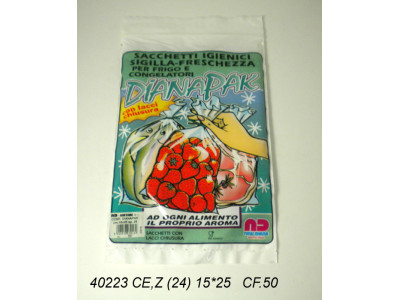 SACCHETTI IGIENICI
SIGILLA-FRESCHEZZA
PER FRIGO E
CONGELATORI
DIANAPAK
con lacci
chiusura
AD OGNI ALIMENTO
IL PROPRIO AROMA
SACCHETTI CON
LACCI CHIUSURA
40223 CE,Z (24) 15*25 CF.50